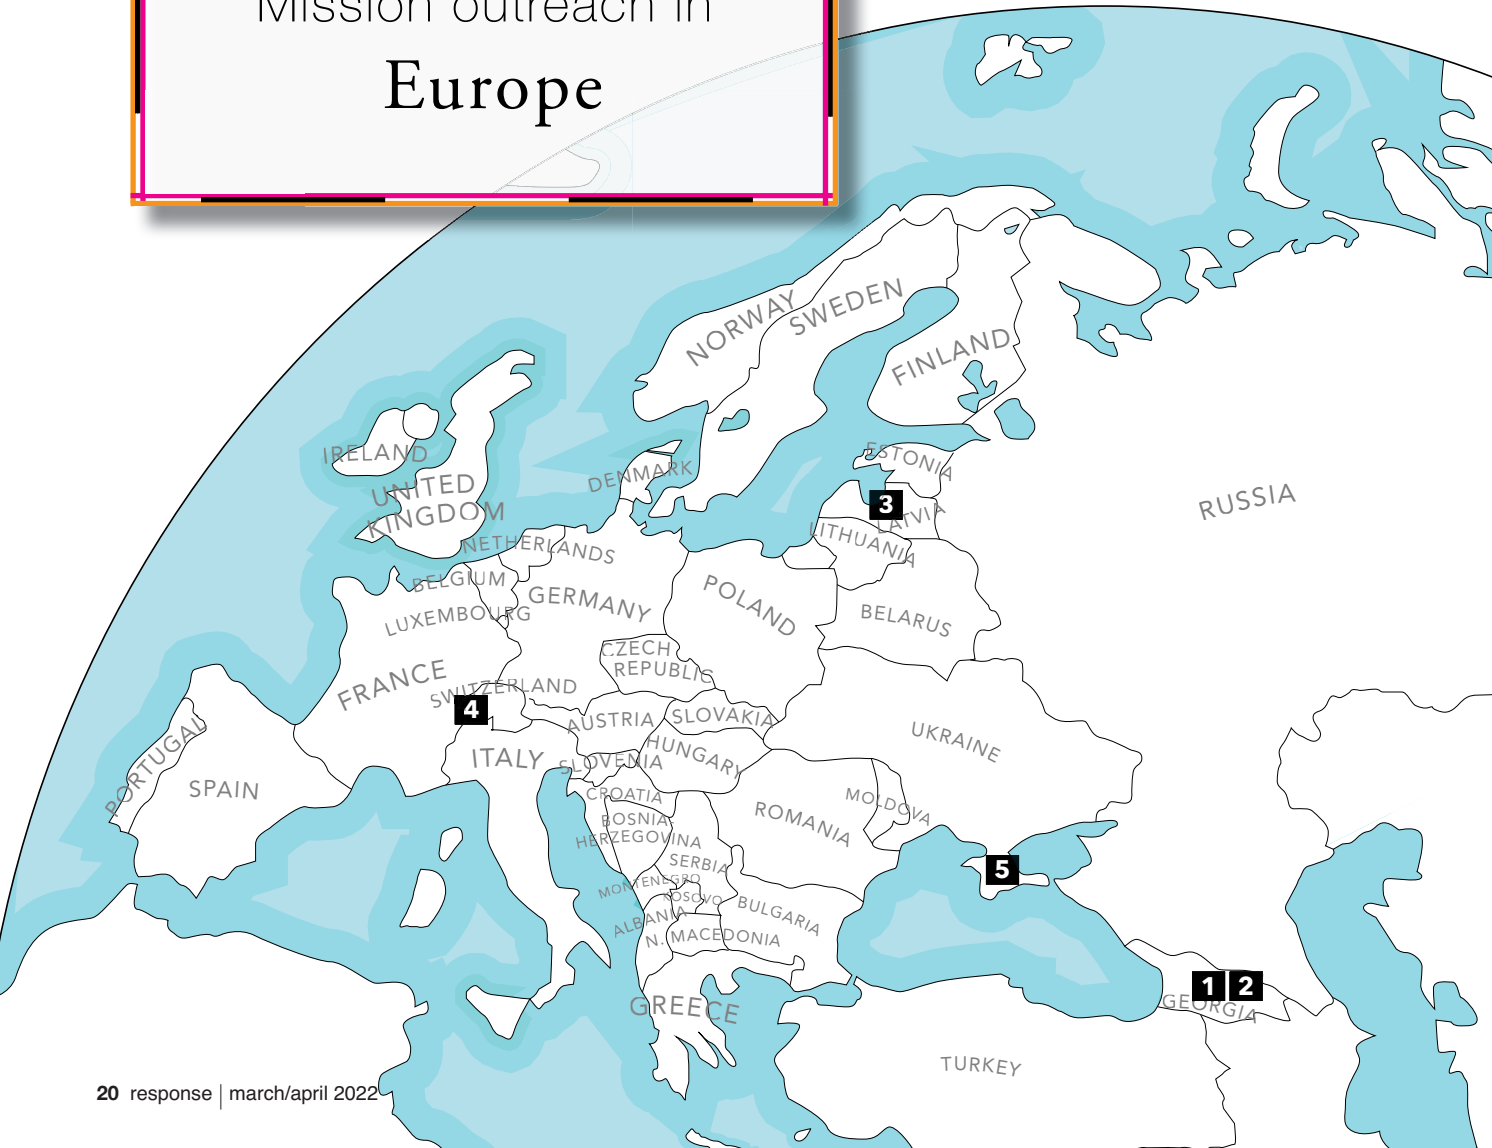 Mission outreach in
Europe
NORWAY
SWEDEN
FINLAND
IRELAND
UNITED
KINGDOM
DENMARK
ESTONIA
3
LATVIA
LITHUANIA
RUSSIA
NETHERLANDS
BELGIUM
LUXEMBOURG
GERMANY
POLAND
BELARUS
CZECH
REPUBLIC
FRANCE
SWITZERLAND
4
AUSTRIA
SLOVAKIA
UKRAINE
PORTUGAL
SPAIN
ITALY
SLOVENIA
HUNGARY
CROATIA
BOSNIA
HERZEGOVINA
ROMANIA
MOLDOVA
SERBIA
5
MONTENEGRO
KOSOVO
ALBANIA
BULGARIA
N. MACEDONIA
GREECE
1 2
GEORGIA
TURKEY
20 response | march/april 2022